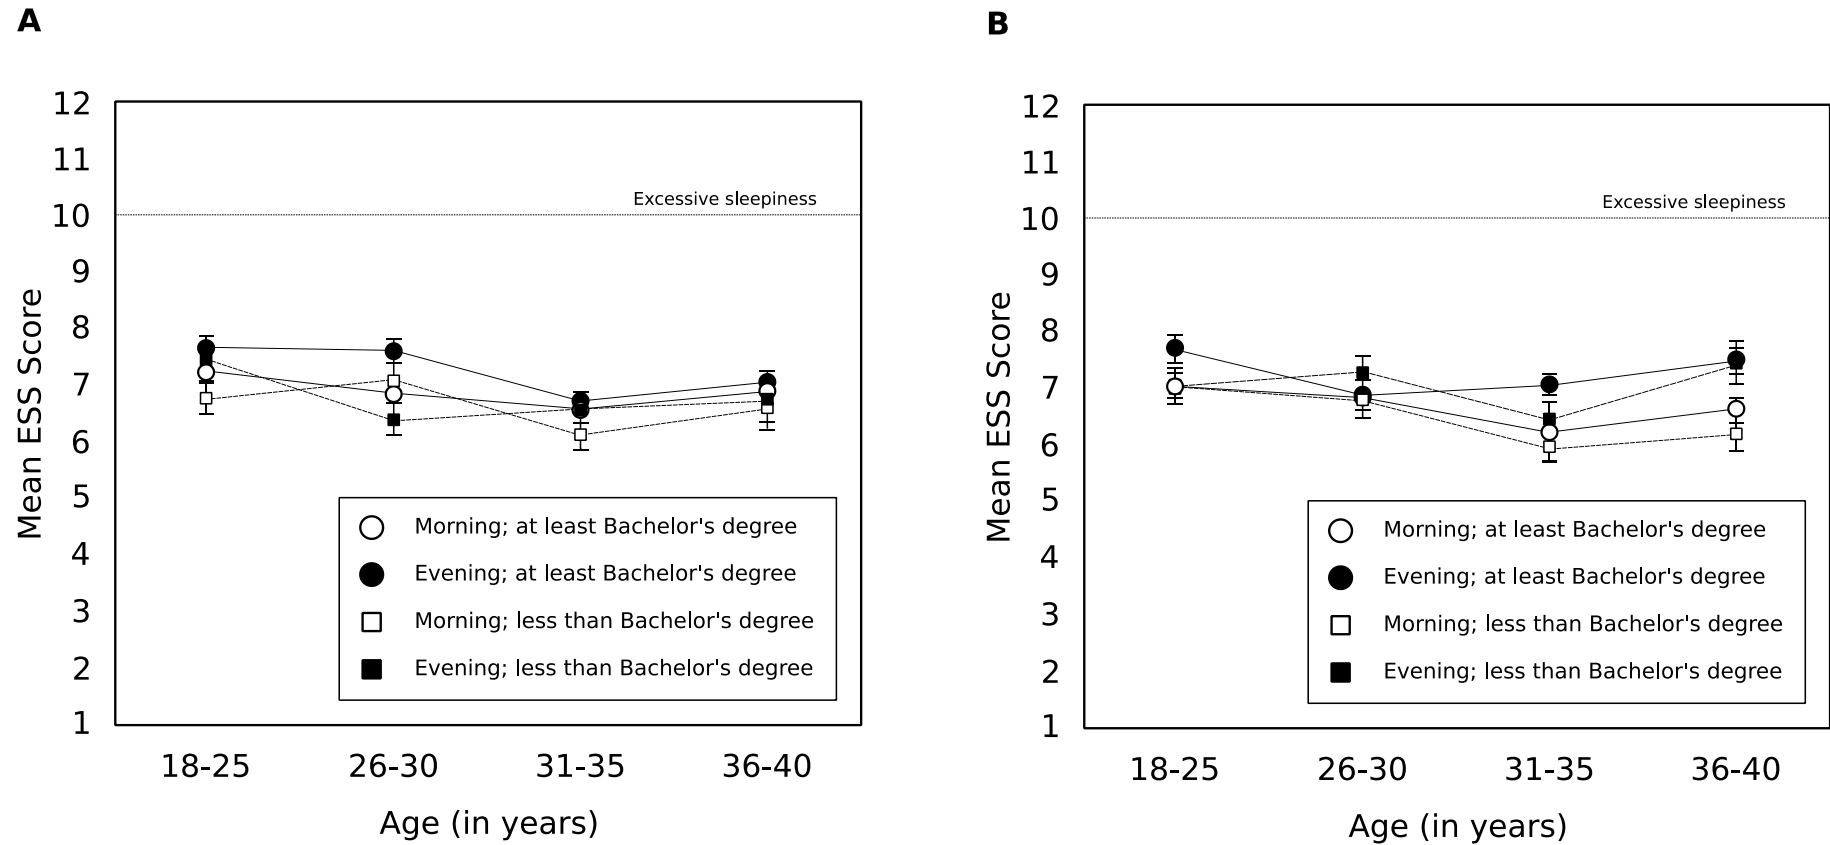 A
12
11
10
9
8
7
6
5
4
3
2
1
Mean ESS Score
Excessive sleepiness
Morning; at least Bachelor's degree
Evening; at least Bachelor's degree
Morning; less than Bachelor's degree
Evening; less than Bachelor's degree
18-25 26-30 31-35 36-40
Age (in years)
B
12
11
10
9
8
7
6
5
4
3
2
1
Mean ESS Score
Excessive sleepiness
Morning; at least Bachelor's degree
Evening; at least Bachelor's degree
Morning; less than Bachelor's degree
Evening; less than Bachelor's degree
18-25 26-30 31-35 36-40
Age (in years)